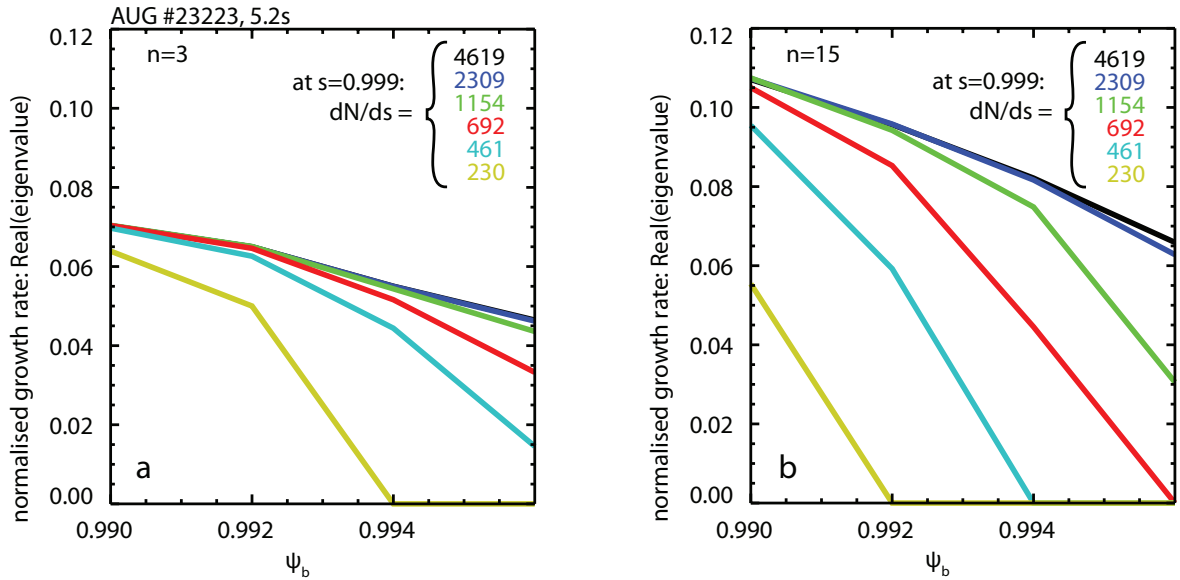 AUG #23223, 5.2s
0.12
0.10
0.08
0.06
0.04
0.02
0.00
normalised growth rate: Real(eigenvalue)
n=3
at s=0.999:
dN/ds =
4619
2309
1154
692
461
230
a
0.990
0.992
0.994
ψb
0.12
0.10
0.08
0.06
0.04
0.02
0.00
normalised growth rate: Real(eigenvalue)
n=15
at s=0.999:
dN/ds =
4619
2309
1154
692
461
230
b
0.990
0.992
0.994
ψb